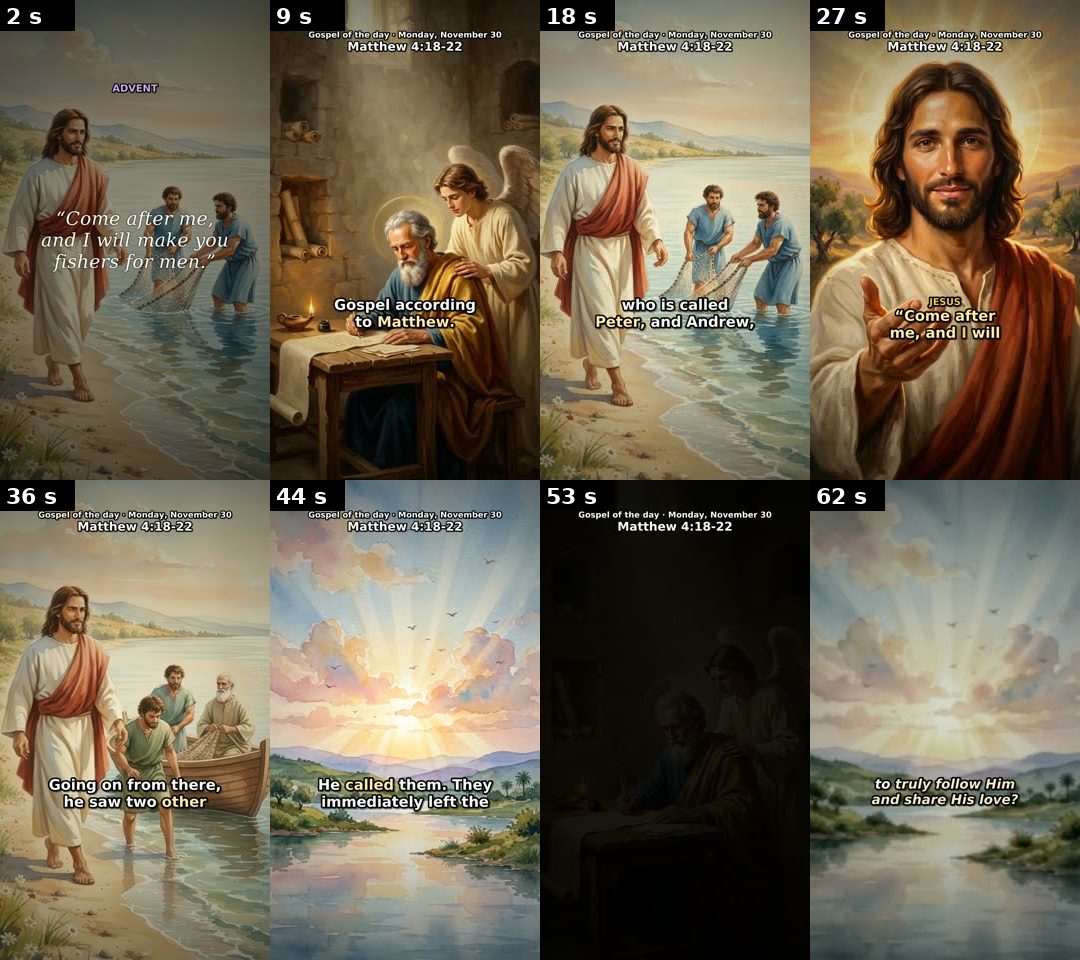 2 s
ADVENT
“Come after me,
and I will make you
fishers for men.”
9 s
Gospel of the day · Monday, November 30
Matthew 4:18-22
Gospel according
to Matthew.
18 s
Gospel of the day · Monday, November 30
Matthew 4:18-22
who is called
Peter, and Andrew,
27 s
Gospel of the day · Monday, November 30
Matthew 4:18-22
JESUS
“Come after
me, and I will
36 s
Gospel of the day · Monday, November 30
Matthew 4:18-22
Going on from there,
he saw two other
44 s
Gospel of the day · Monday, November 30
Matthew 4:18-22
He called them. They
immediately left the
53 s
Gospel of the day · Monday, November 30
Matthew 4:18-22
62 s
to truly follow Him
and share His love?